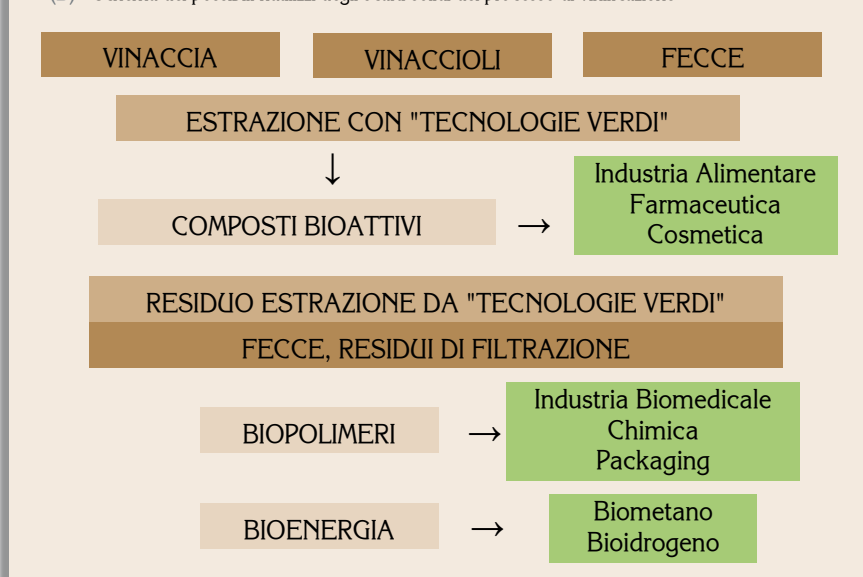 VINACCIA
VINACCIOLI
FECCE
ESTRAZIONE CON "TECNOLOGIE VERDI"
↓
COMPOSTI BIOATTIVI →
Industria Alimentare
Farmaceutica
Cosmetica
RESIDUO ESTRAZIONE DA "TECNOLOGIE VERDI"
FECCE, RESIDUI DI FILTRAZIONE
BIOPOLIMERI →
Industria Biomedicale
Chimica
Packaging
BIOENERGIA →
Biometano
Bioidrogeno